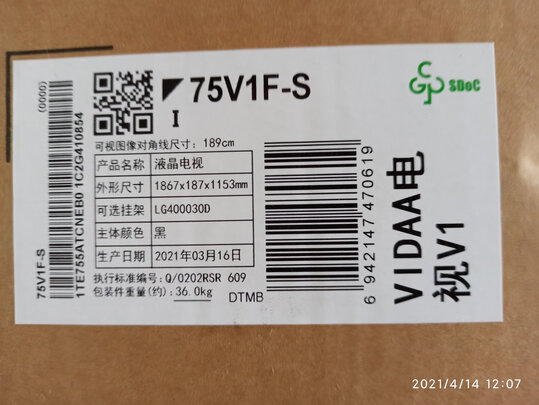 (0000)
75V1F-S
1TE755ATCNEB0 1C2G410854
75V1F-S
I
SDoC
可视图像对角线尺寸: 189cm
产品名称 液晶电视
外形尺寸 1867x187x1153mm
可选挂架 LG400030D
主体颜色 黑
生产日期 2021年03月16日
执行标准编号: Q/0202RSR 609
包装件重量(约): 36.0kg
DTMB
6 942147 470619
VIDAA电
视V1
2021/4/14 12:07